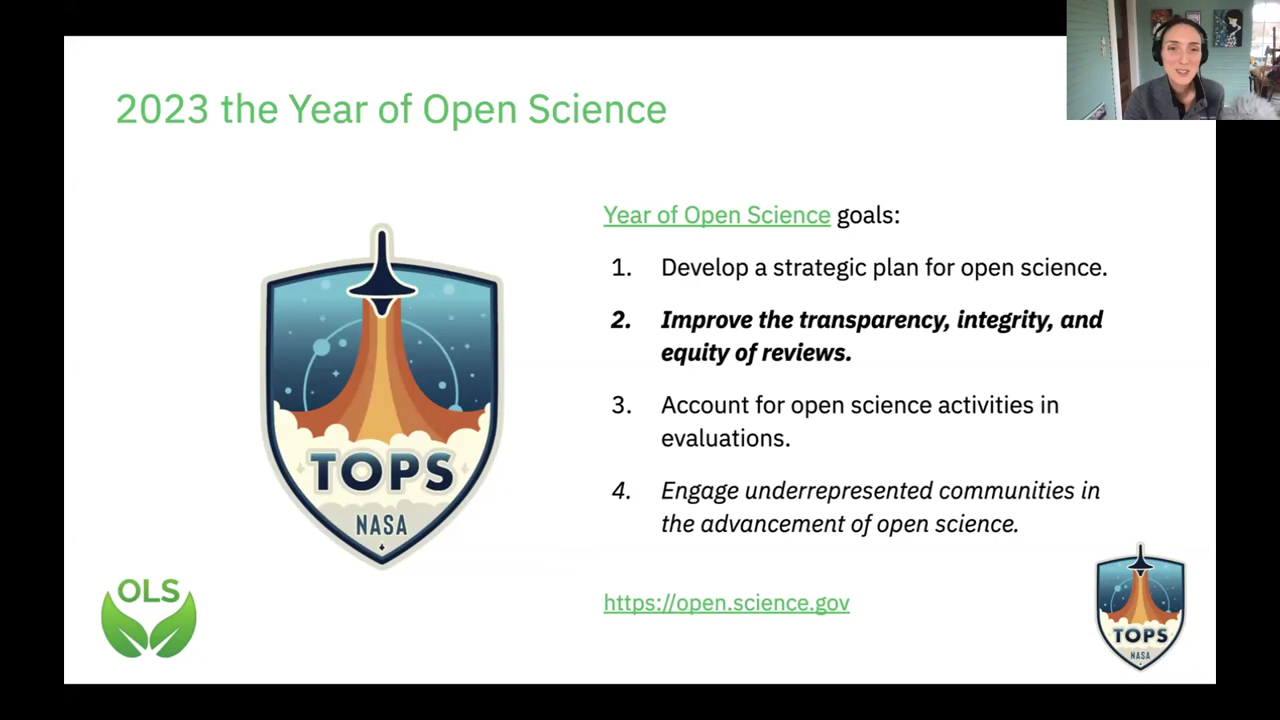 2023 the Year of Open Science
Year of Open Science goals:
1. Develop a strategic plan for open science.
2. Improve the transparency, integrity, and
equity of reviews.
3. Account for open science activities in
evaluations.
4. Engage underrepresented communities in
the advancement of open science.
https://open.science.gov
TOPS
NASA
OLS
TOPS
NASA